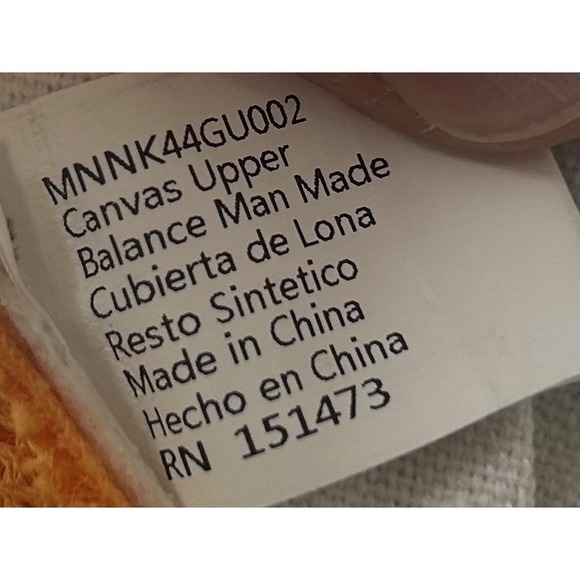 MNNK44GU002
Canvas Upper
Balance Man Made
Cubierta de Lona
Resto Sintetico
Made in China
Hecho en China
RN 151473